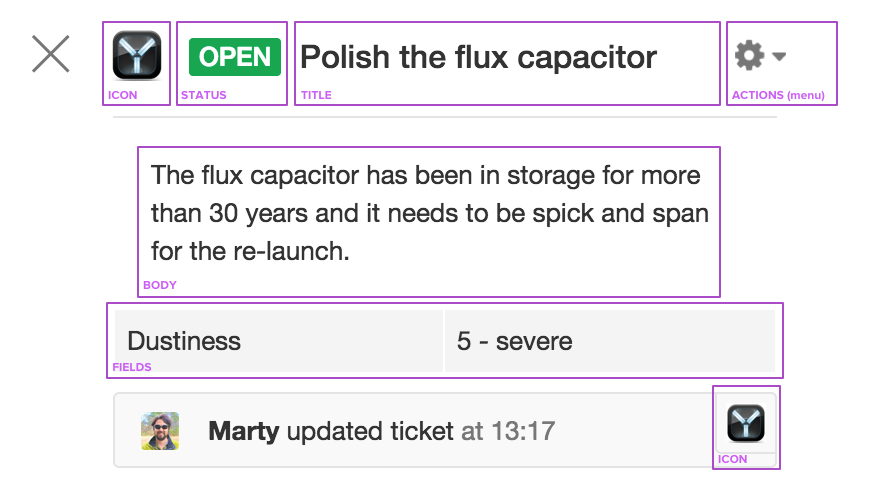 OPEN Polish the flux capacitor
ICON STATUS TITLE ACTIONS (menu)
The flux capacitor has been in storage for more
than 30 years and it needs to be spick and span
for the re-launch.
BODY
Dustiness 5 - severe
FIELDS
Marty updated ticket at 13:17
ICON